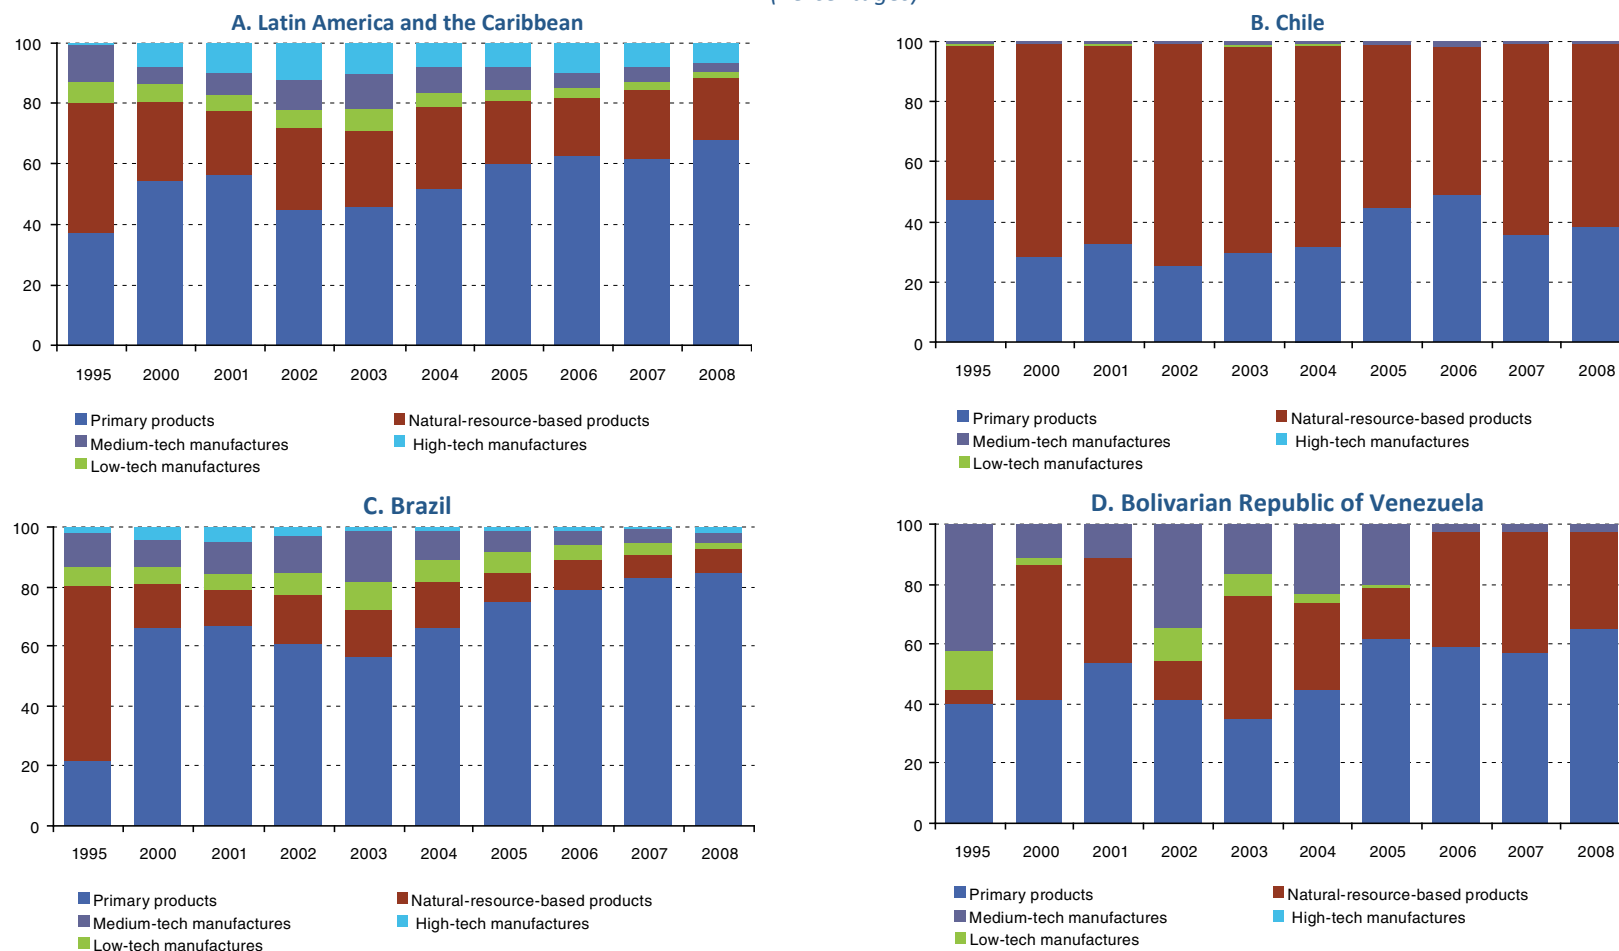 A. Latin America and the Caribbean
100
80
60
40
20
0
1995 2000 2001 2002 2003 2004 2005 2006 2007 2008
Primary products Natural-resource-based products
Medium-tech manufactures High-tech manufactures
Low-tech manufactures
B. Chile
100
80
60
40
20
0
1995 2000 2001 2002 2003 2004 2005 2006 2007 2008
Primary products Natural-resource-based products
Medium-tech manufactures High-tech manufactures
Low-tech manufactures
C. Brazil
100
80
60
40
20
0
1995 2000 2001 2002 2003 2004 2005 2006 2007 2008
Primary products Natural-resource-based products
Medium-tech manufactures High-tech manufactures
Low-tech manufactures
D. Bolivarian Republic of Venezuela
100
80
60
40
20
0
1995 2000 2001 2002 2003 2004 2005 2006 2007 2008
Primary products Natural-resource-based products
Medium-tech manufactures High-tech manufactures
Low-tech manufactures